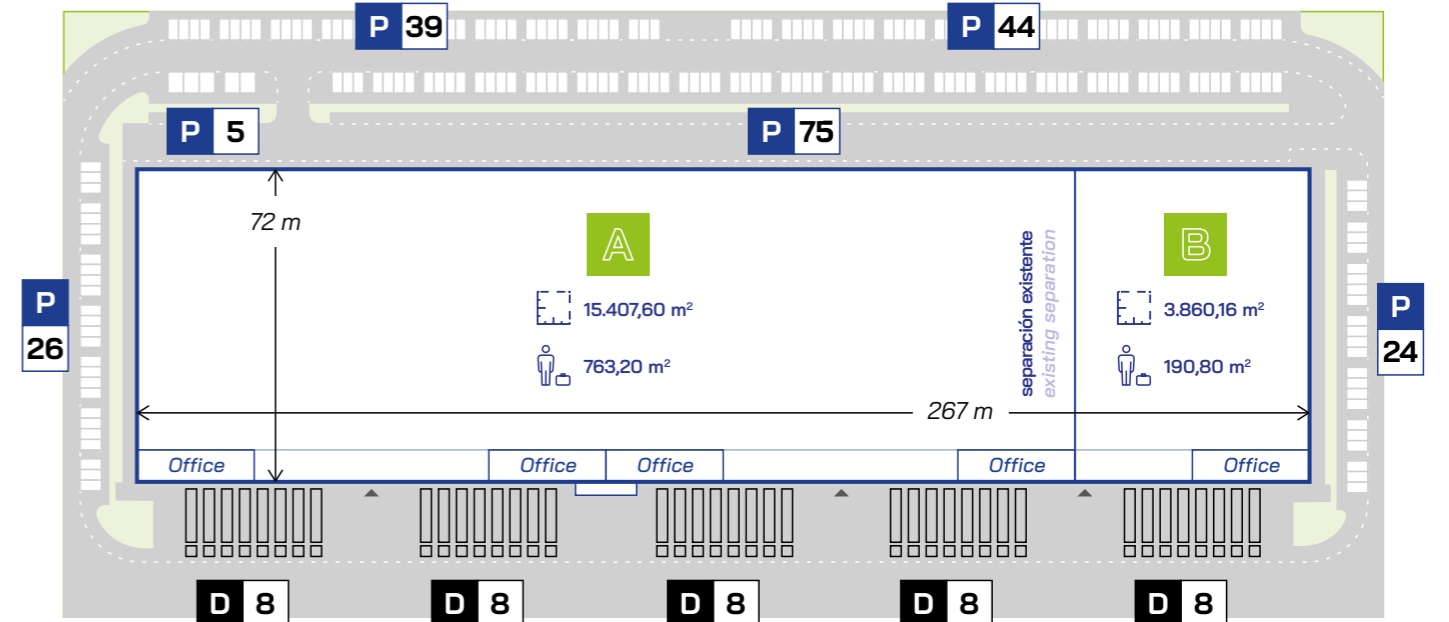 P 39
P 44
P 5
P 75
72 m
A
B
separación existente
existing separation
15.407,60 m²
3.860,16 m²
P 26
P 24
763,20 m²
190,80 m²
267 m
Office
Office
Office
Office
Office
D 8
D 8
D 8
D 8
D 8